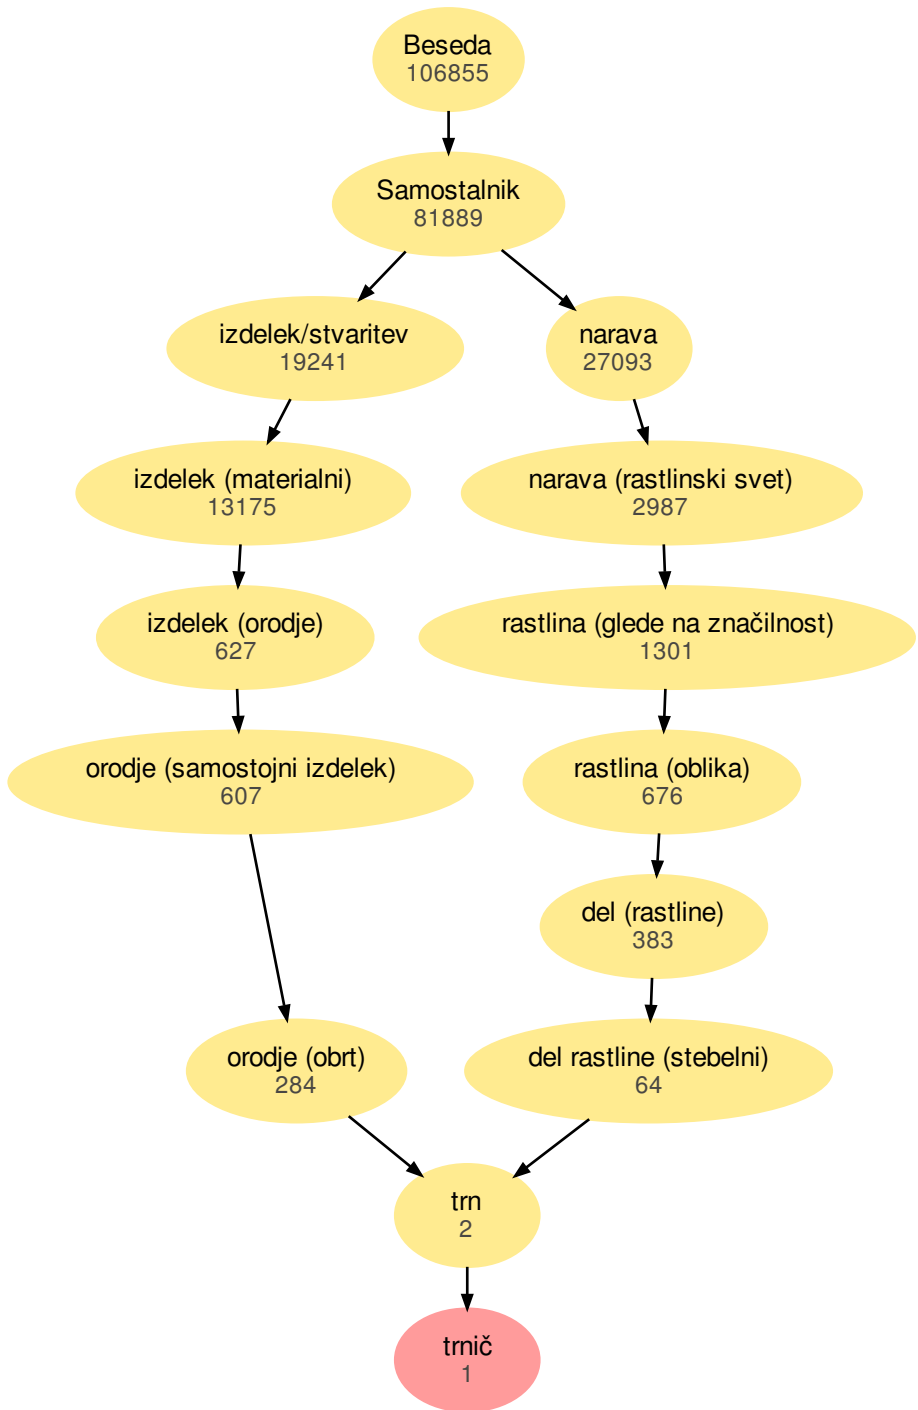 Beseda
106855
Samostalnik
81889
izdelek/stvaritev
19241
narava
27093
izdelek (materialni)
13175
narava (rastlinski svet)
2987
izdelek (orodje)
627
rastlina (glede na značilnost)
1301
orodje (samostojni izdelek)
607
rastlina (oblika)
676
del (rastline)
383
orodje (obrt)
284
del rastline (stebelni)
64
trn
2
trnič
1